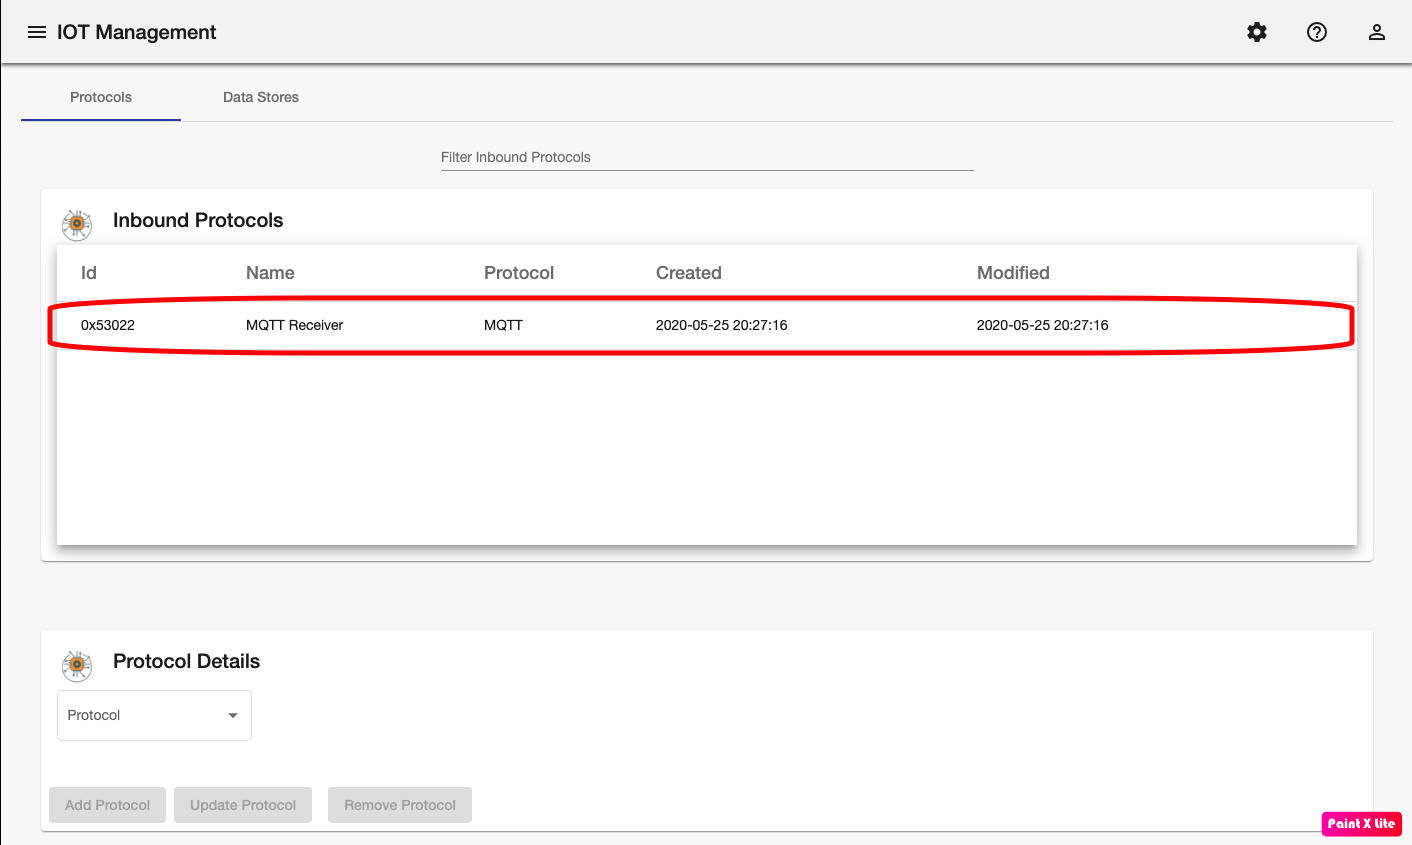 IOT Management
Protocols Data Stores
Filter Inbound Protocols
Inbound Protocols
Id Name Protocol Created Modified
0x53022 MQTT Receiver MQTT 2020-05-25 20:27:16 2020-05-25 20:27:16
Protocol Details
Protocol
Add Protocol Update Protocol Remove Protocol
Paint X Lite